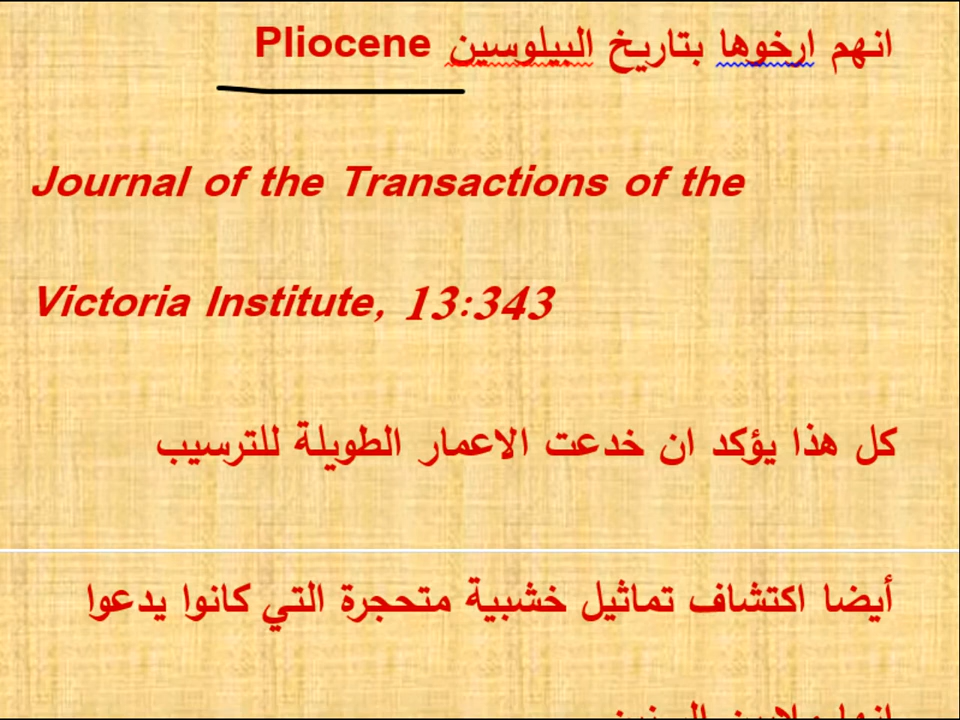 انهم ارخوها بتاريخ البيلوسين Pliocene
Journal of the Transactions of the
Victoria Institute, 13:343
كل هذا يؤكد ان خدعت الاعمار الطويلة للترسيب
أيضا اكتشاف تماثيل خشبية متحجرة التي كانوا يدعوا